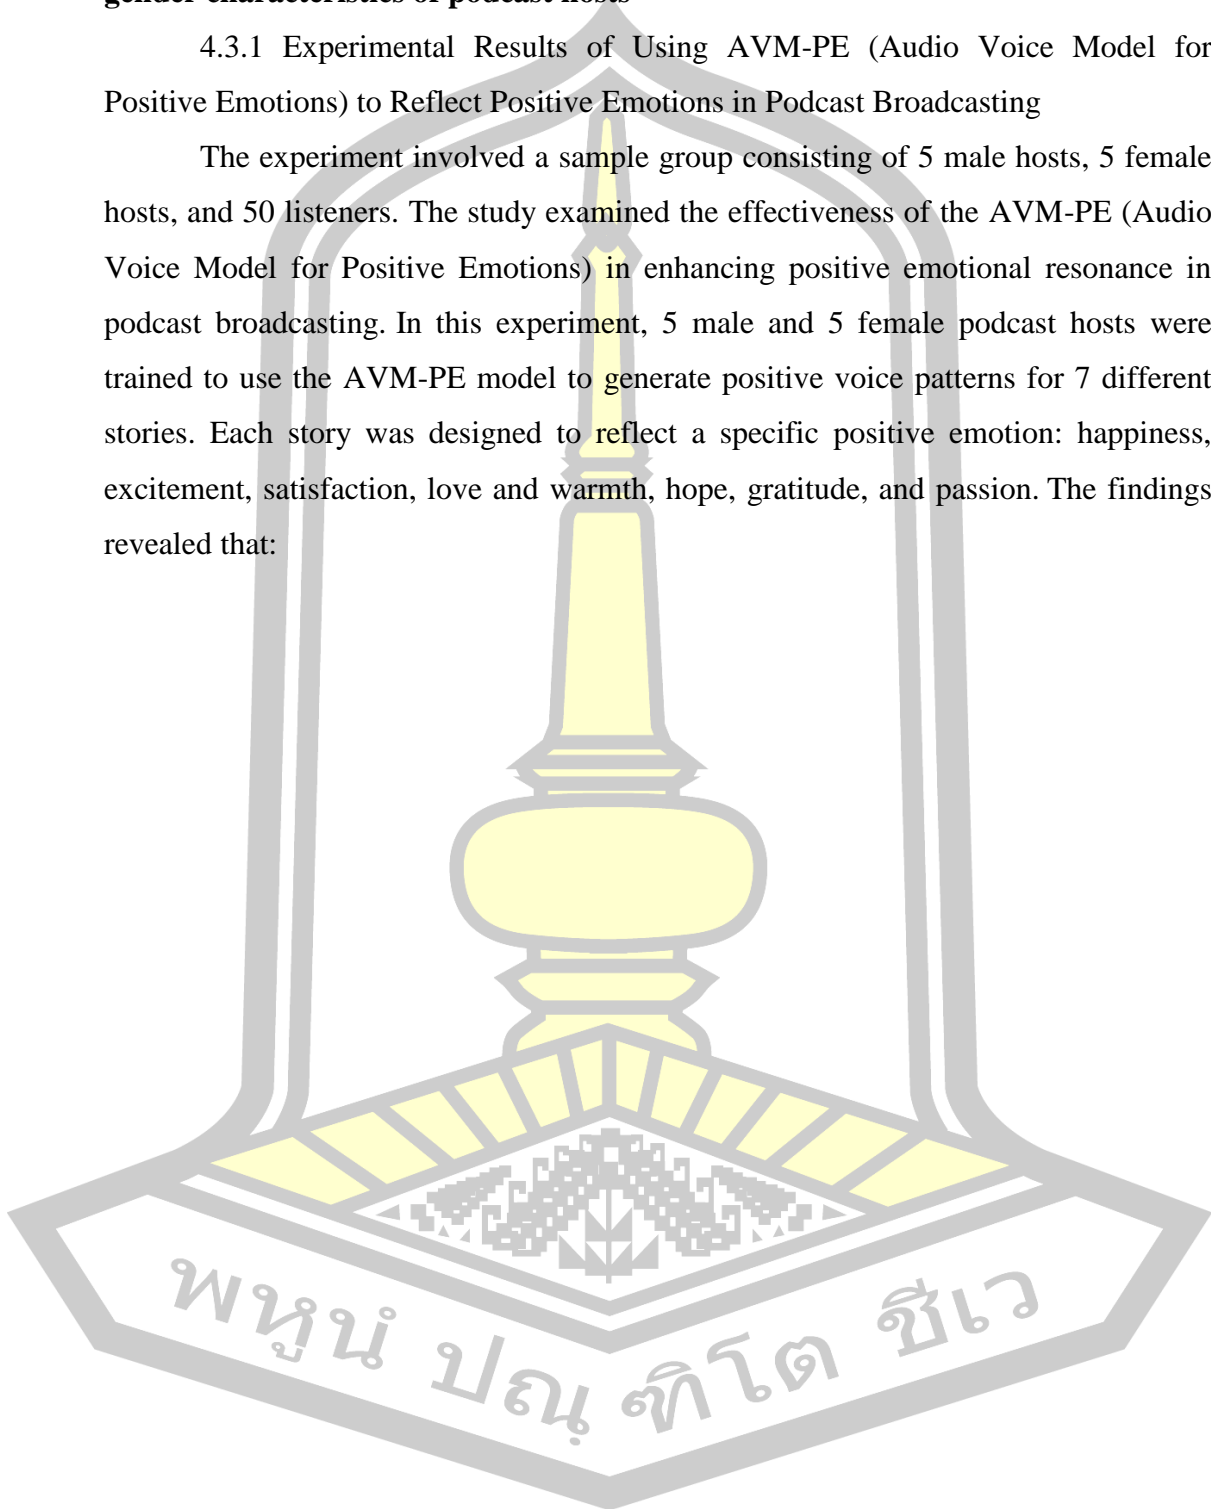 gender characteristics of podcast hosts
4.3.1 Experimental Results of Using AVM-PE (Audio Voice Model for
Positive Emotions) to Reflect Positive Emotions in Podcast Broadcasting
The experiment involved a sample group consisting of 5 male hosts, 5 female
hosts, and 50 listeners. The study examined the effectiveness of the AVM-PE (Audio
Voice Model for Positive Emotions) in enhancing positive emotional resonance in
podcast broadcasting. In this experiment, 5 male and 5 female podcast hosts were
trained to use the AVM-PE model to generate positive voice patterns for 7 different
stories. Each story was designed to reflect a specific positive emotion: happiness,
excitement, satisfaction, love and warmth, hope, gratitude, and passion. The findings
revealed that:
พหูนํ ปณฺฑิโต ชีเว